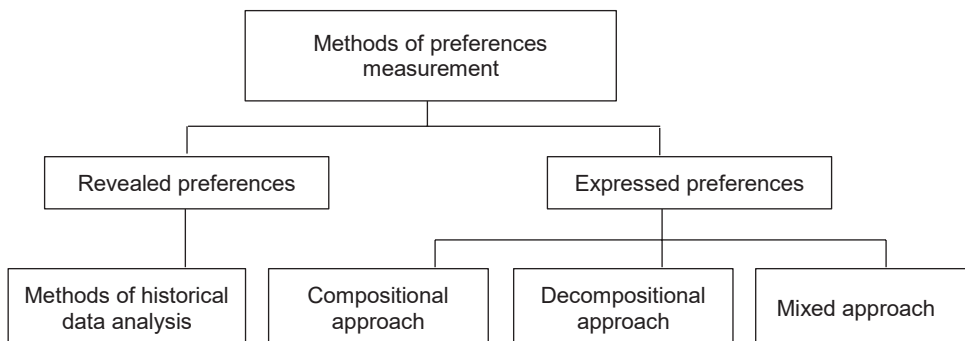 Methods of preferences
measurement
Revealed preferences
Expressed preferences
Methods of historical
data analysis
Compositional
approach
Decompositional
approach
Mixed approach